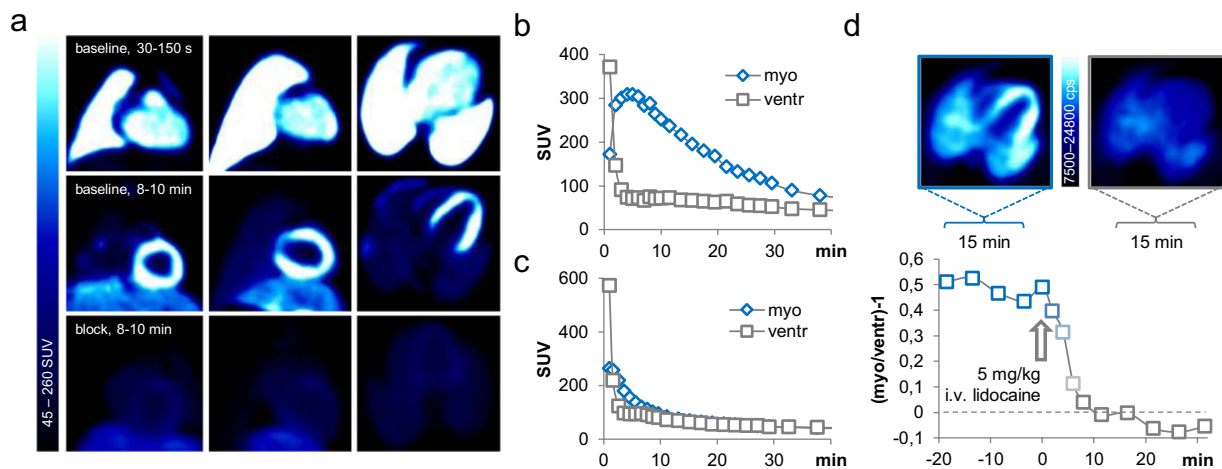 a
baseline, 30-150 s
baseline, 8-10 min
block, 8-10 min
45 – 260 SUV
b
400
300
200
100
0
SUV
myo
ventr
0
10
20
30
min
c
600
400
200
0
SUV
myo
ventr
0
10
20
30
min
d
7500–24800 cps
15 min
15 min
0,6
0,5
0,4
0,3
0,2
0,1
0
-0,1
(myo/ventr)-1
5 mg/kg
i.v. lidocaine
-20
-10
0
10
20
min